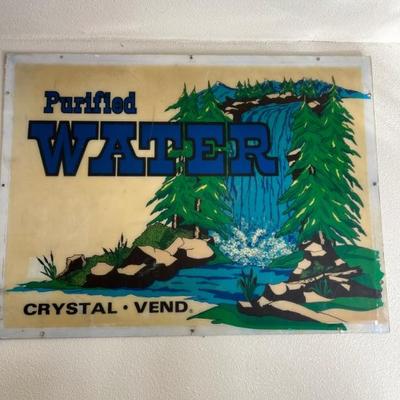 Purified
WATER
CRYSTAL · VEND®